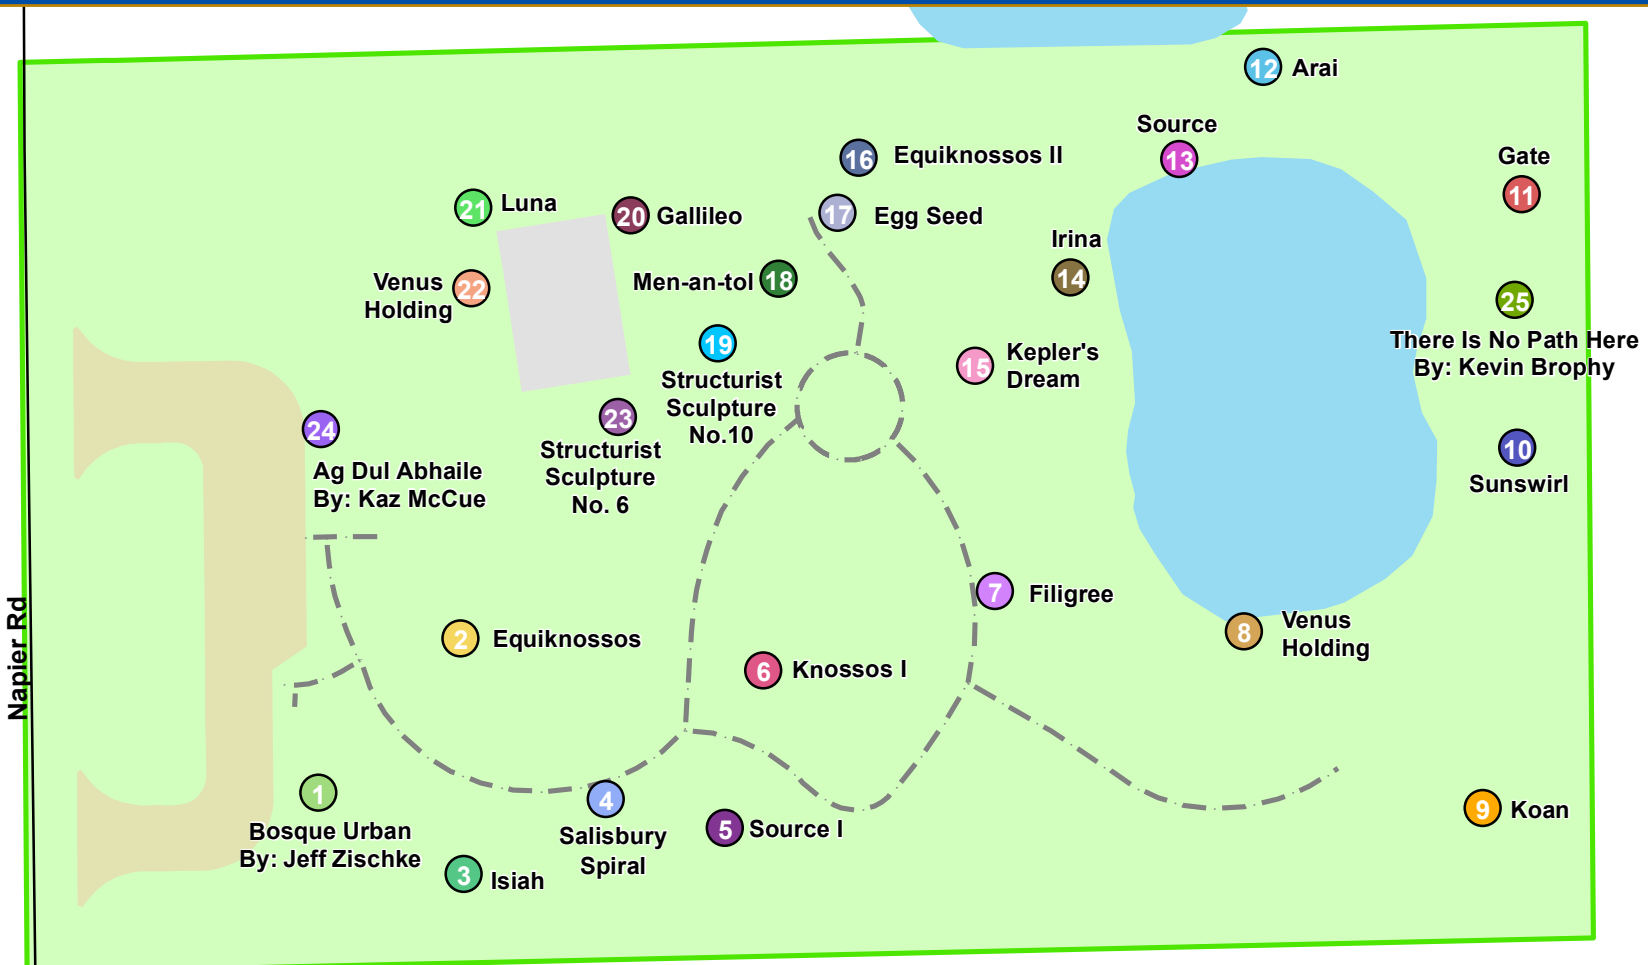 12 Arai
Source
13
16 Equiknossos II
Gate
11
21 Luna
20 Gallileo
17 Egg Seed
Irina
14
Venus
Holding
22
Men-an-tol 18
25
There Is No Path Here
By: Kevin Brophy
19
Structurist
Sculpture
No.10
15
Kepler's
Dream
23
Structurist
Sculpture
No. 6
24
Ag Dul Abhaile
By: Kaz McCue
10
Sunswirl
7 Filigree
Napier Rd
2 Equiknossos
6 Knossos I
8
Venus
Holding
1
Bosque Urban
By: Jeff Zischke
4
Salisbury
Spiral
5 Source I
9 Koan
3 Isiah